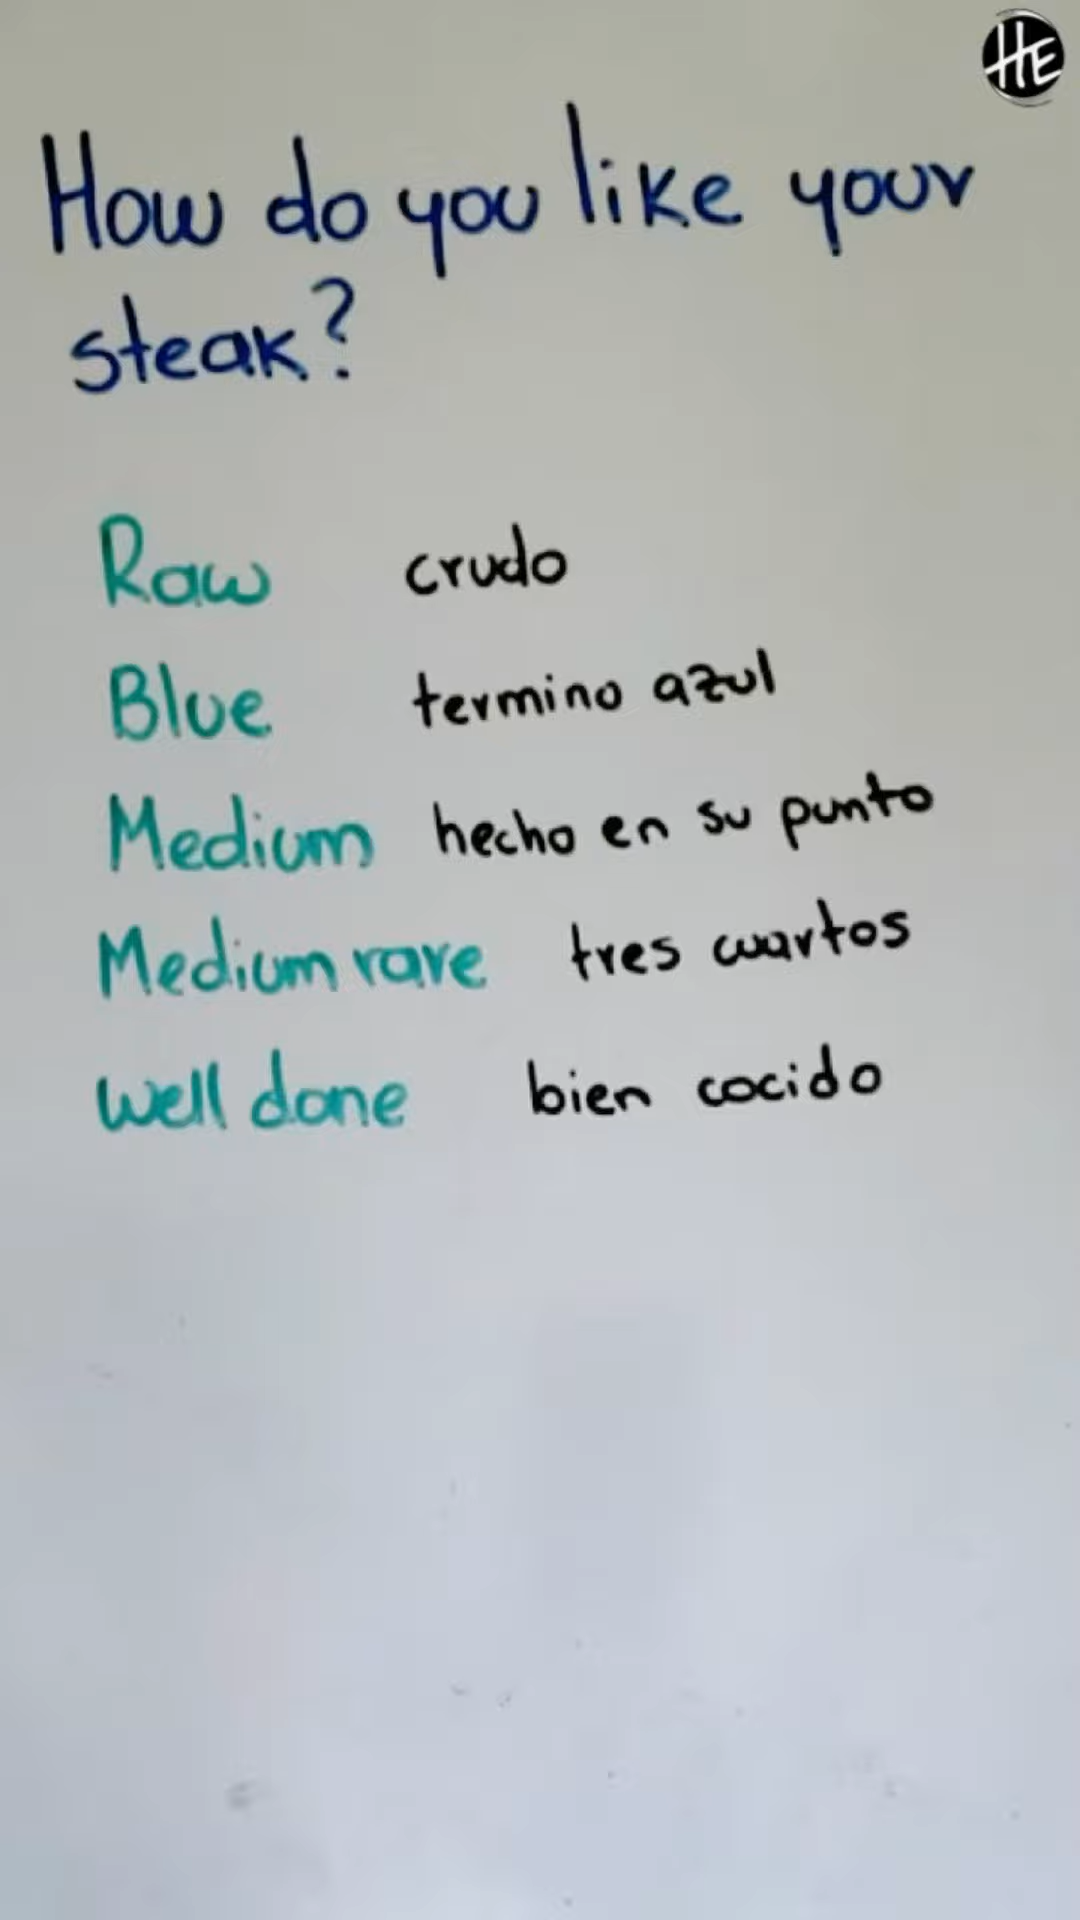 HE
How do you like your
steak?
Raw crudo
Blue termino azul
Medium hecho en su punto
Medium rare tres cuartos
Well done bien cocido